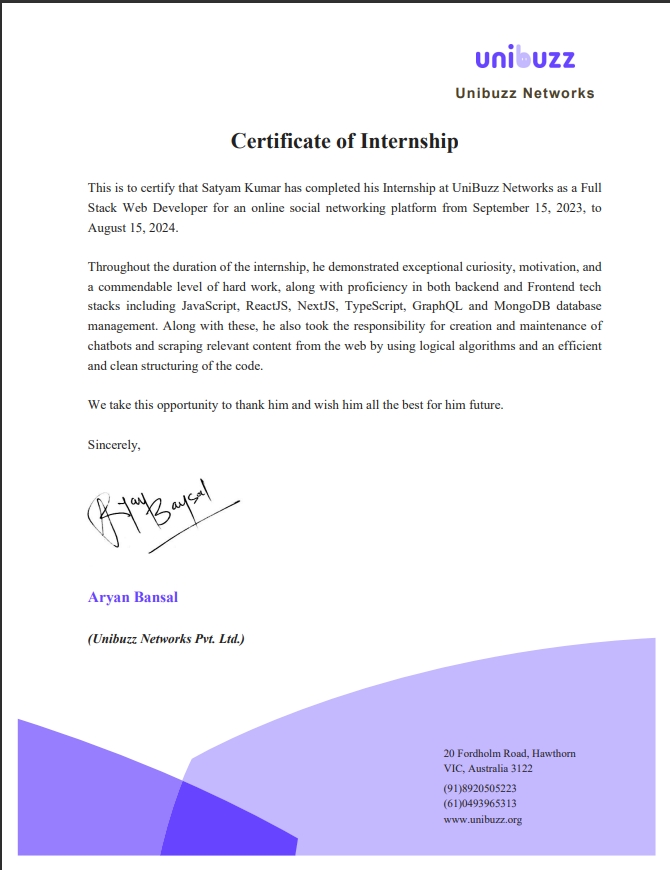 unibuzz
Unibuzz Networks
Certificate of Internship
This is to certify that Satyam Kumar has completed his Internship at UniBuzz Networks as a Full
Stack Web Developer for an online social networking platform from September 15, 2023, to
August 15, 2024.
Throughout the duration of the internship, he demonstrated exceptional curiosity, motivation, and
a commendable level of hard work, along with proficiency in both backend and Frontend tech
stacks including JavaScript, ReactJS, NextJS, TypeScript, GraphQL and MongoDB database
management. Along with these, he also took the responsibility for creation and maintenance of
chatbots and scraping relevant content from the web by using logical algorithms and an efficient
and clean structuring of the code.
We take this opportunity to thank him and wish him all the best for him future.
Sincerely,
Aryan Bansal
(Unibuzz Networks Pvt. Ltd.)
20 Fordholm Road, Hawthorn
VIC, Australia 3122
(91)8920505223
(61)0493965313
www.unibuzz.org